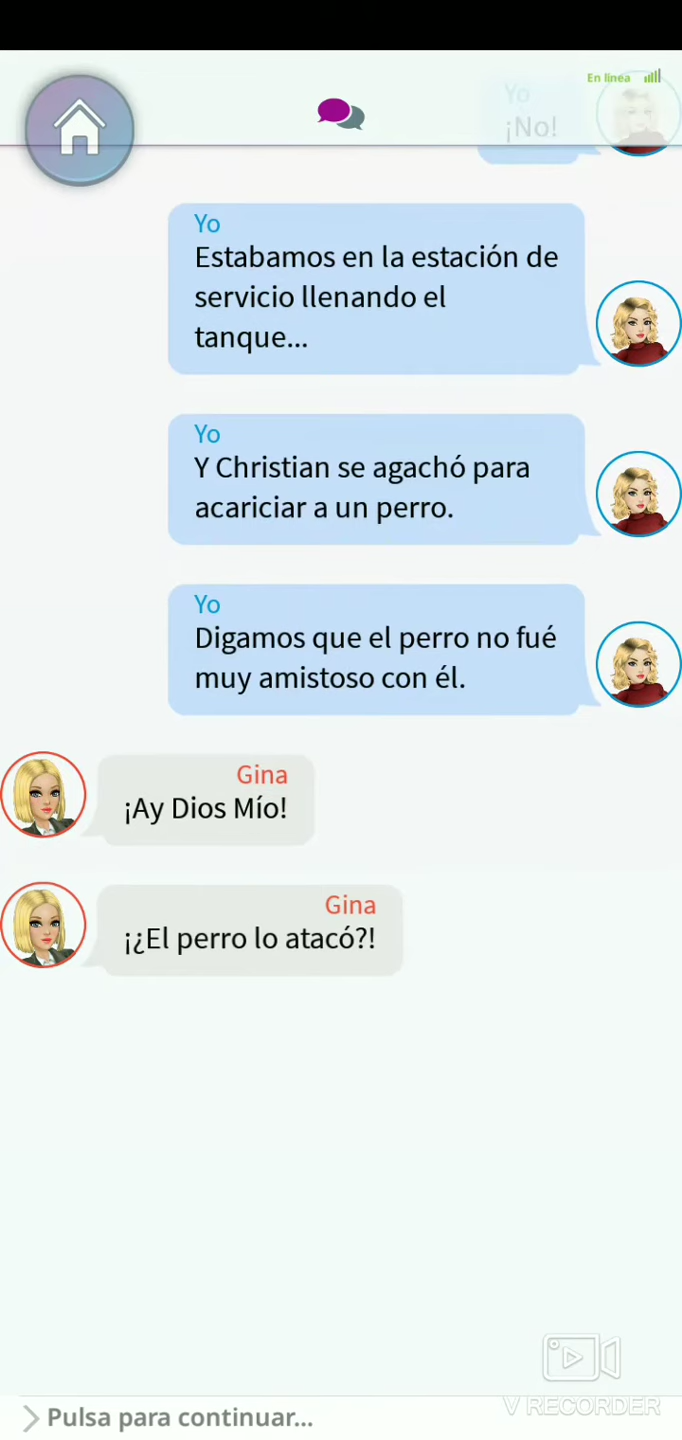 En línea
Yo
¡No!
Yo
Estabamos en la estación de
servicio llenando el
tanque...
Yo
Y Christian se agachó para
acariciar a un perro.
Yo
Digamos que el perro no fué
muy amistoso con él.
Gina
¡Ay Dios Mío!
Gina
¡¿El perro lo atacó?!
V RECORDER
Pulsa para continuar...